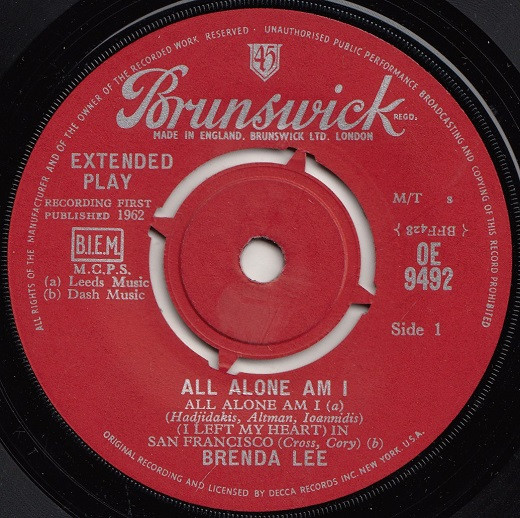 ALL RIGHTS OF THE MANUFACTURER AND OF THE OWNER OF THE RECORDED WORK RESERVED · UNAUTHORISED PUBLIC PERFORMANCE BROADCASTING AND COPYING OF THIS RECORD PROHIBITED
45
Brunswick REGD.
MADE IN ENGLAND. BRUNSWICK LTD. LONDON
EXTENDED
PLAY
RECORDING FIRST
PUBLISHED 1962
B.I.E.M
M.C.P.S.
(a) Leeds Music
(b) Dash Music
M/T s
{ BFF428 }
OE
9492
Side 1
ALL ALONE AM I
ALL ALONE AM I (a)
(Hadjidakis, Altman, Ioannidis)
(I LEFT MY HEART) IN
SAN FRANCISCO (Cross, Cory) (b)
BRENDA LEE
ORIGINAL RECORDING AND LICENSED BY DECCA RECORDS INC. NEW YORK. U.S.A.